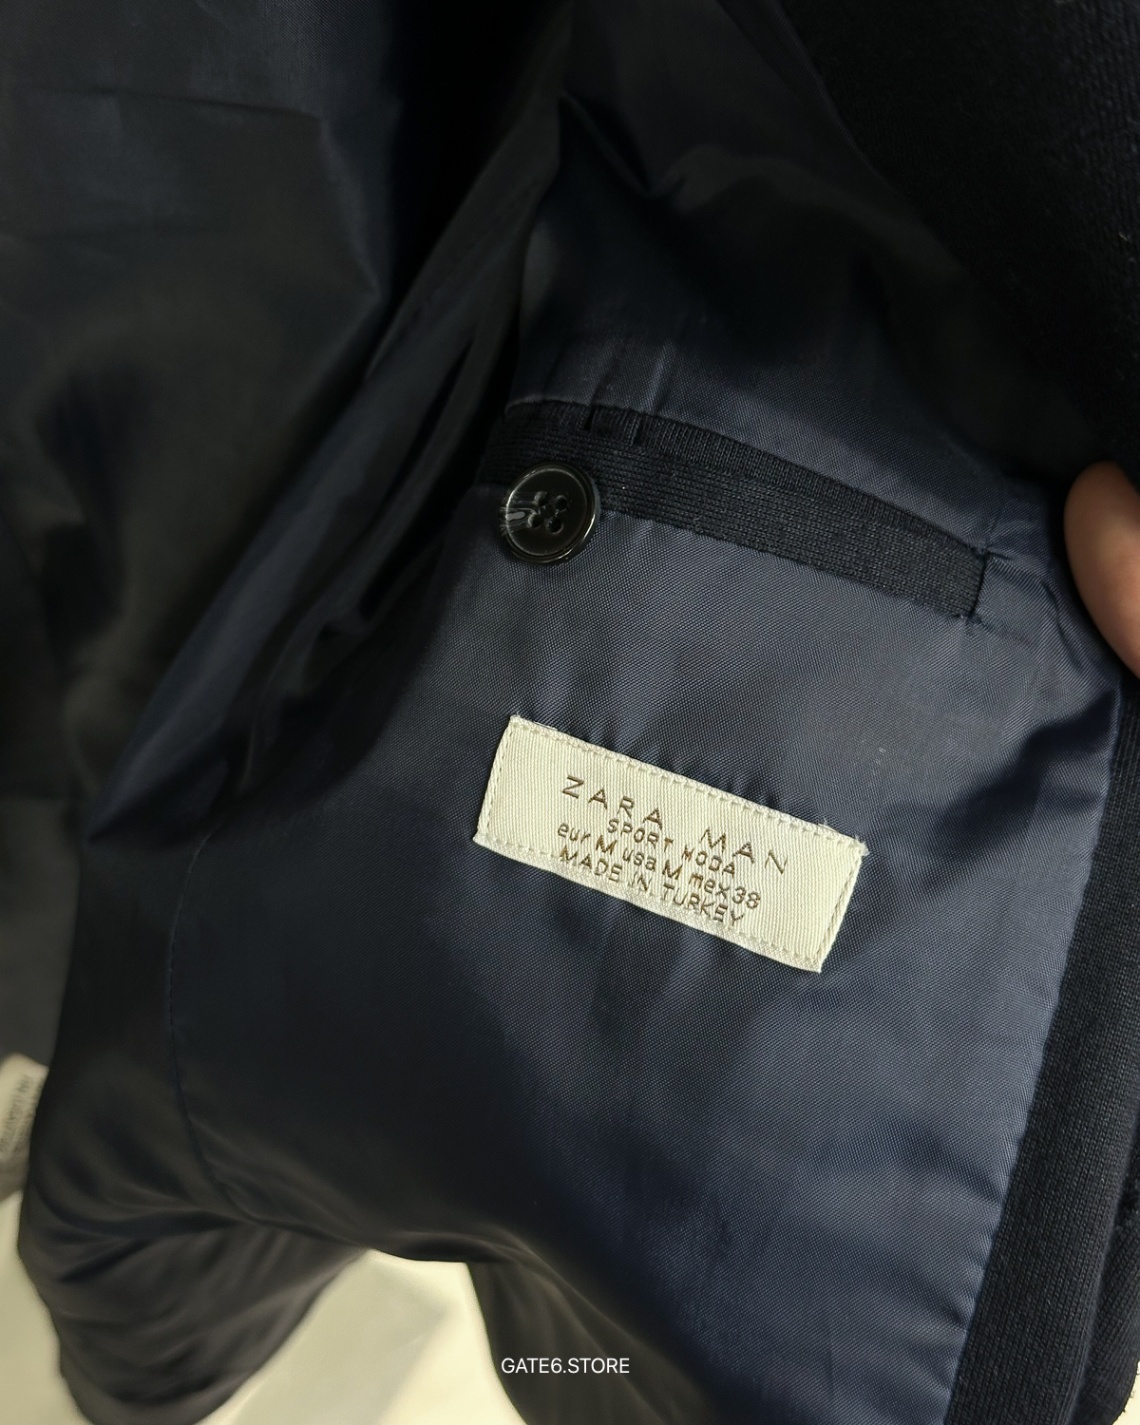 ZARA MAN
SPORT MODA
eur M usa M mex 38
MADE IN TURKEY
GATE6.STORE